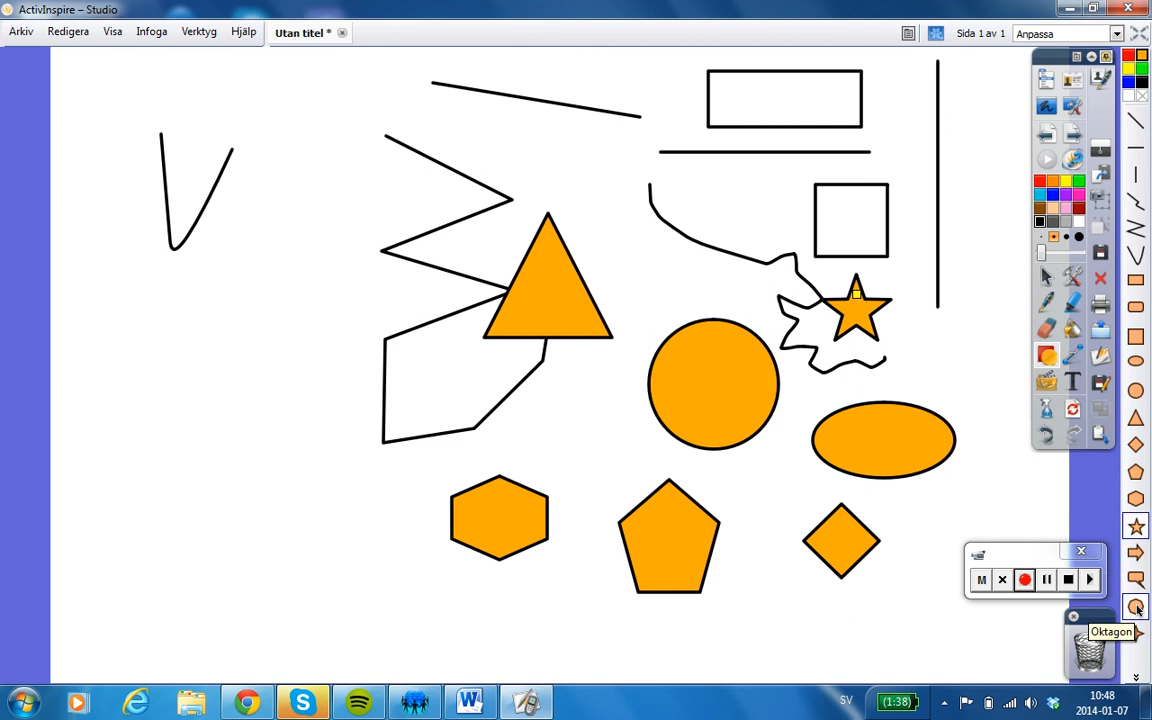 ActivInspire – Studio
Arkiv Redigera Visa Infoga Verktyg Hjälp Utan titel * Sida 1 av 1 Anpassa
T
M
Oktagon
W
SV (1:38) 10:48
2014-01-07